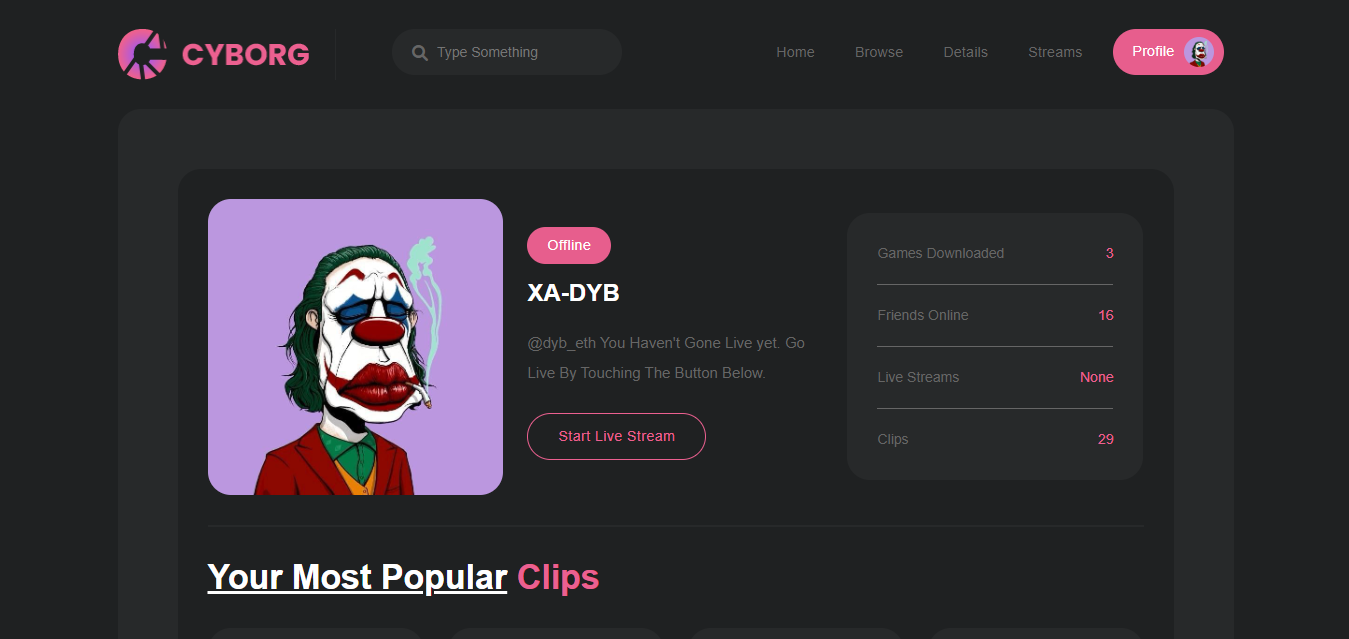 CYBORG
Type Something
Home
Browse
Details
Streams
Profile
Offline
XA-DYB
@dyb_eth You Haven't Gone Live yet. Go
Live By Touching The Button Below.
Start Live Stream
Games Downloaded 3
Friends Online 16
Live Streams None
Clips 29
Your Most Popular Clips